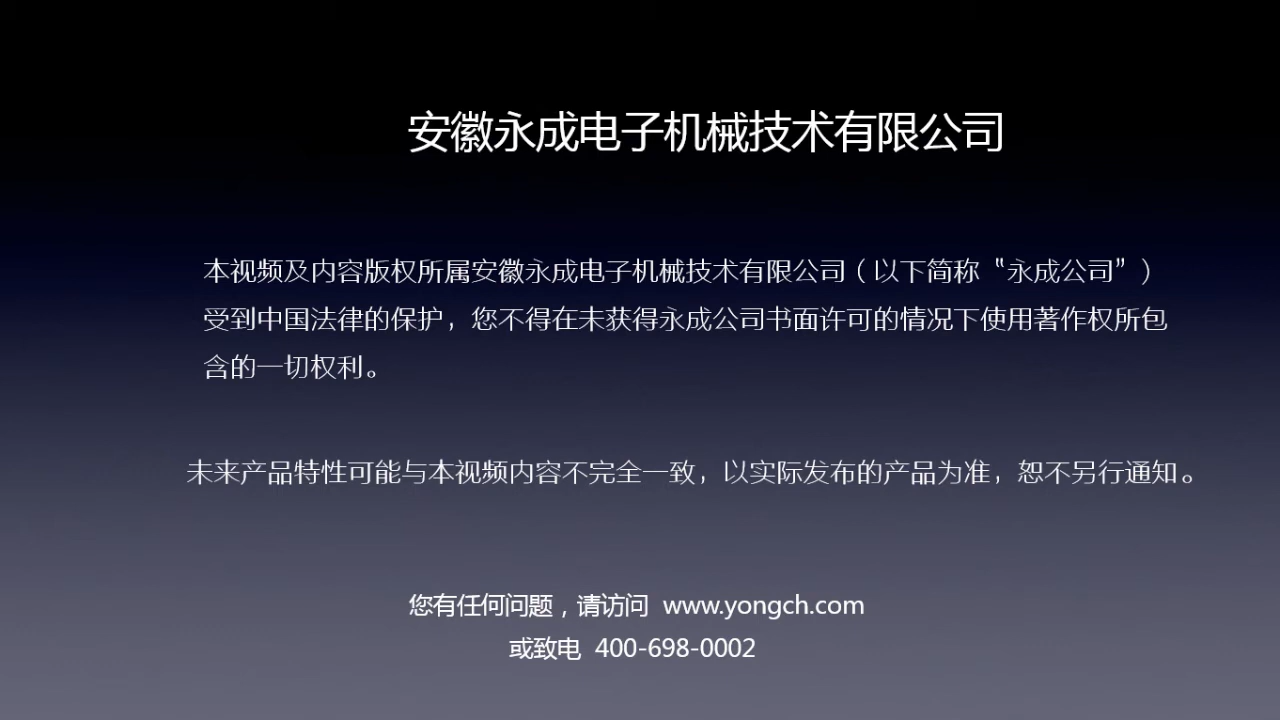 安徽永成电子机械技术有限公司
本视频及内容版权所属安徽永成电子机械技术有限公司（以下简称“永成公司”）
受到中国法律的保护，您不得在未获得永成公司书面许可的情况下使用著作权所包
含的一切权利。
未来产品特性可能与本视频内容不完全一致，以实际发布的产品为准，恕不另行通知。
您有任何问题，请访问 www.yongch.com
或致电 400-698-0002